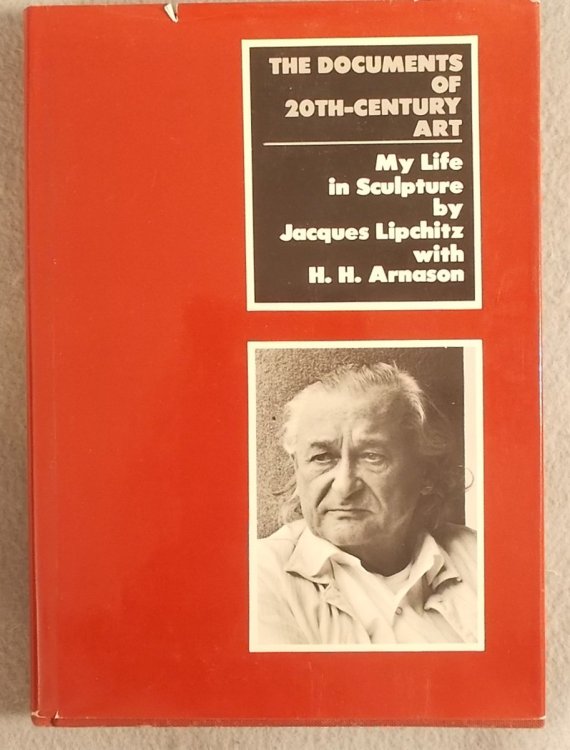 THE DOCUMENTS
OF
20TH-CENTURY
ART
My Life
in Sculpture
by
Jacques Lipchitz
with
H. H. Arnason